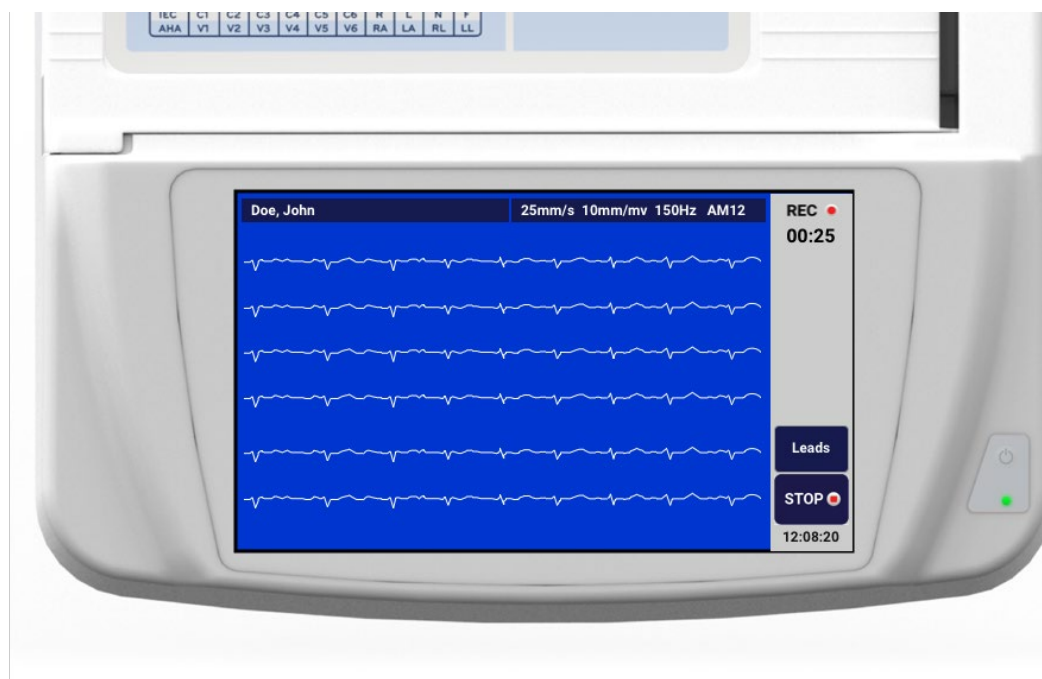 IEC C1 C2 C3 C4 C5 C6 R L N F
AHA V1 V2 V3 V4 V5 V6 RA LA RL LL
Doe, John
25mm/s 10mm/mv 150Hz AM12
REC
00:25
Leads
STOP
12:08:20